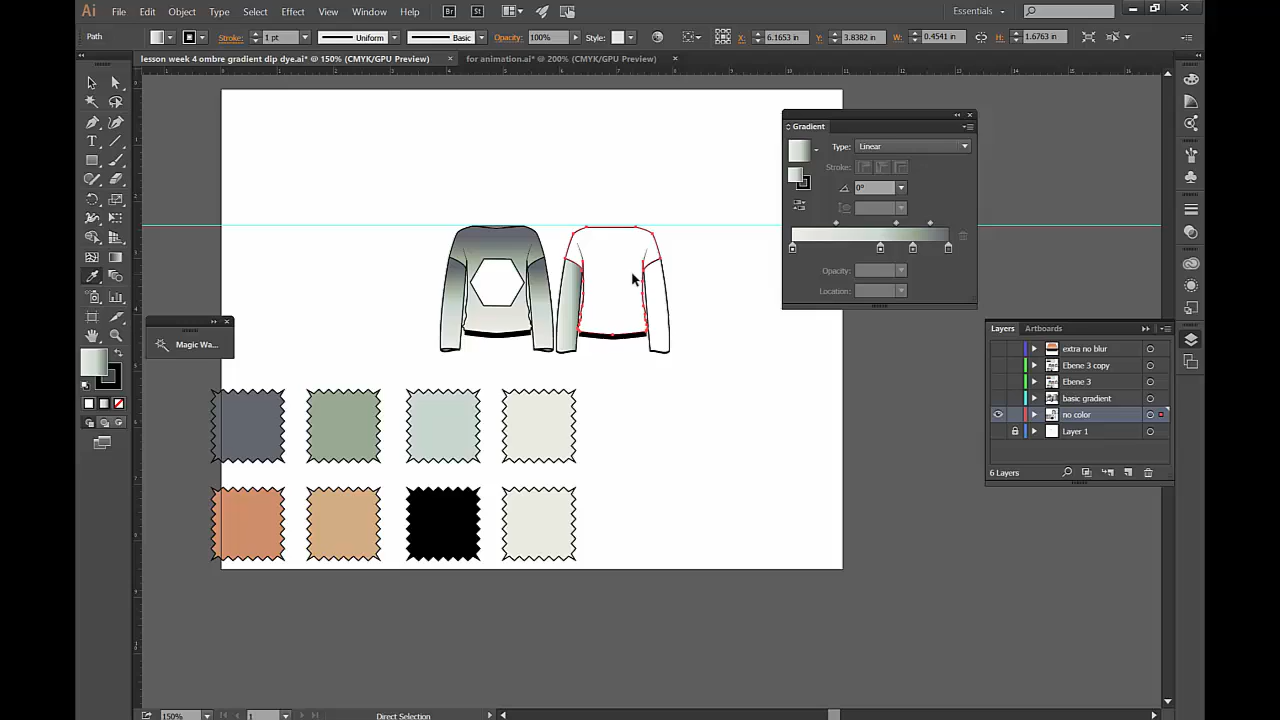 Ai File Edit Object Type Select Effect View Window Help Br St Essentials
Path Stroke: 1 pt Uniform Basic Opacity: 100% Style: X: 6.1653 in Y: 3.8382 in W: 0.4541 in H: 1.6763 in
lesson week 4 ombre gradient dip dye.ai* @ 150% (CMYK/GPU Preview) for animation.ai* @ 200% (CMYK/GPU Preview)
Gradient
Type: Linear
Stroke:
0°
Opacity:
Location:
Magic Wa...
Layers Artboards
extra no blur
Ebene 3 copy
Ebene 3
basic gradient
no color
Layer 1
6 Layers
150% 1 Direct Selection